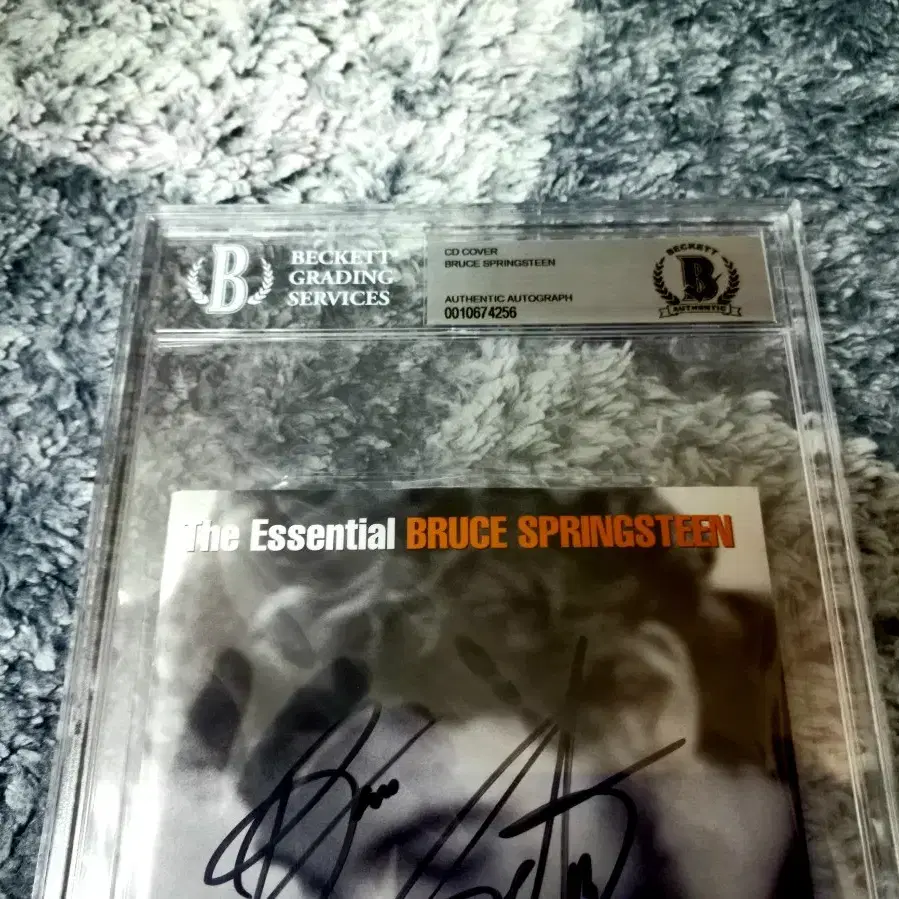 B
BECKETT
GRADING
SERVICES
CD COVER
BRUCE SPRINGSTEEN
AUTHENTIC AUTOGRAPH
0010674256
BECKETT
B
AUTHENTIC
The Essential BRUCE SPRINGSTEEN